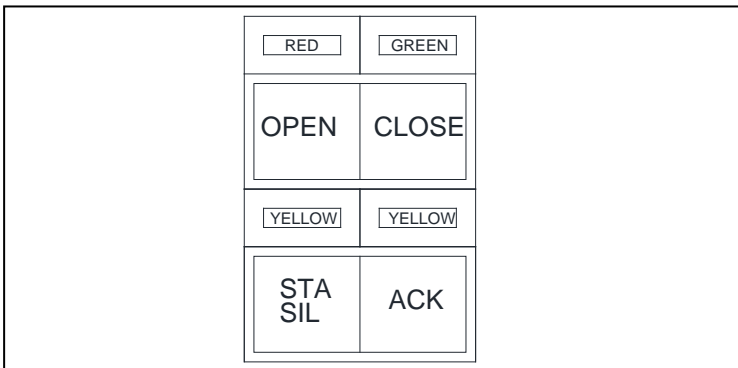 RED GREEN
OPEN CLOSE
YELLOW YELLOW
STA
SIL
ACK